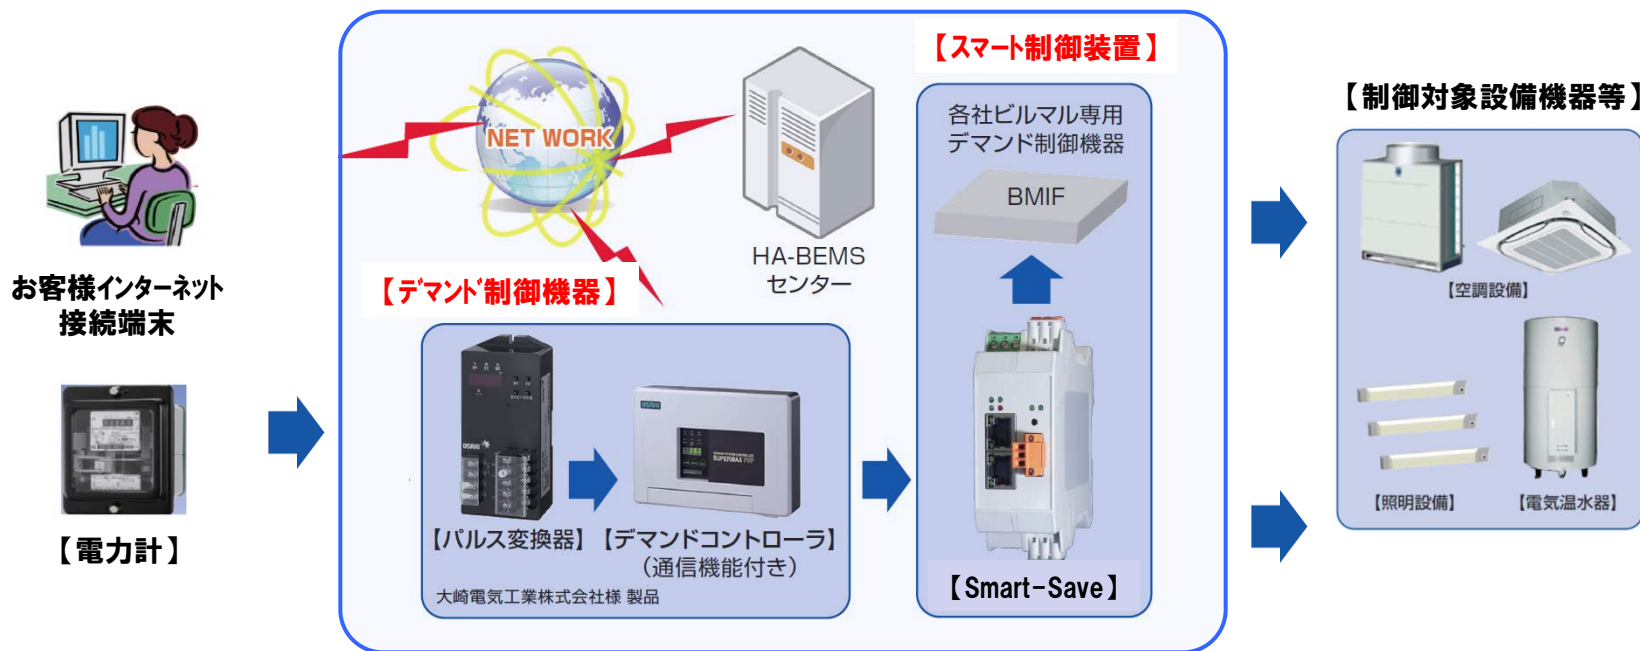 お客様インターネット
接続端末
【電力計】
NET WORK
HA-BEMS
センター
【デマンド制御機器】
OSAKI
SUPERMAX
【パルス変換器】
【デマンドコントローラ】
(通信機能付き)
大崎電気工業株式会社様 製品
【スマート制御装置】
各社ビルマル専用
デマンド制御機器
BMIF
【Smart-Save】
【制御対象設備機器等】
【空調設備】
【照明設備】
【電気温水器】